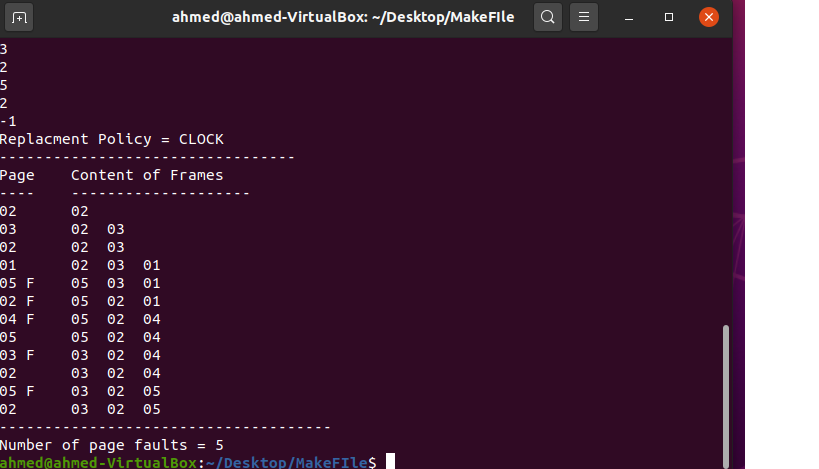 ahmed@ahmed-VirtualBox: ~/Desktop/MakeFIle
3
2
5
2
-1
Replacment Policy = CLOCK
---------------------------------
Page    Content of Frames
----    --------------------
02      02
03      02  03
02      02  03
01      02  03  01
05 F    05  03  01
02 F    05  02  01
04 F    05  02  04
05      05  02  04
03 F    03  02  04
02      03  02  04
05 F    03  02  05
02      03  02  05
-------------------------------------
Number of page faults = 5
ahmed@ahmed-VirtualBox:~/Desktop/MakeFIle$